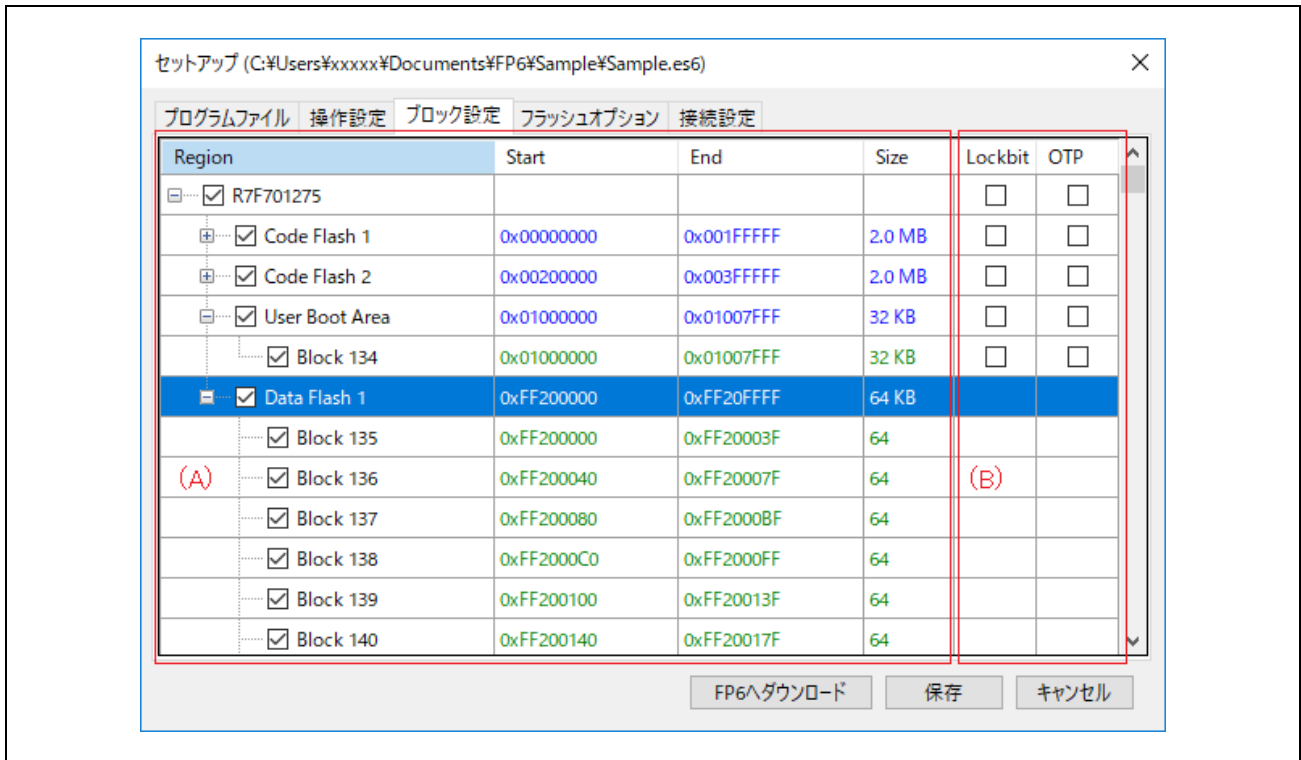 セットアップ (C:¥Users¥xxxxx¥Documents¥FP6¥Sample¥Sample.es6)
プログラムファイル 操作設定 ブロック設定 フラッシュオプション 接続設定
Region Start End Size Lockbit OTP
R7F701275
Code Flash 1 0x00000000 0x001FFFFF 2.0 MB
Code Flash 2 0x00200000 0x003FFFFF 2.0 MB
User Boot Area 0x01000000 0x01007FFF 32 KB
Block 134 0x01000000 0x01007FFF 32 KB
Data Flash 1 0xFF200000 0xFF20FFFF 64 KB
Block 135 0xFF200000 0xFF20003F 64
(A) Block 136 0xFF200040 0xFF20007F 64 (B)
Block 137 0xFF200080 0xFF2000BF 64
Block 138 0xFF2000C0 0xFF2000FF 64
Block 139 0xFF200100 0xFF20013F 64
Block 140 0xFF200140 0xFF20017F 64
FP6へダウンロード 保存 キャンセル